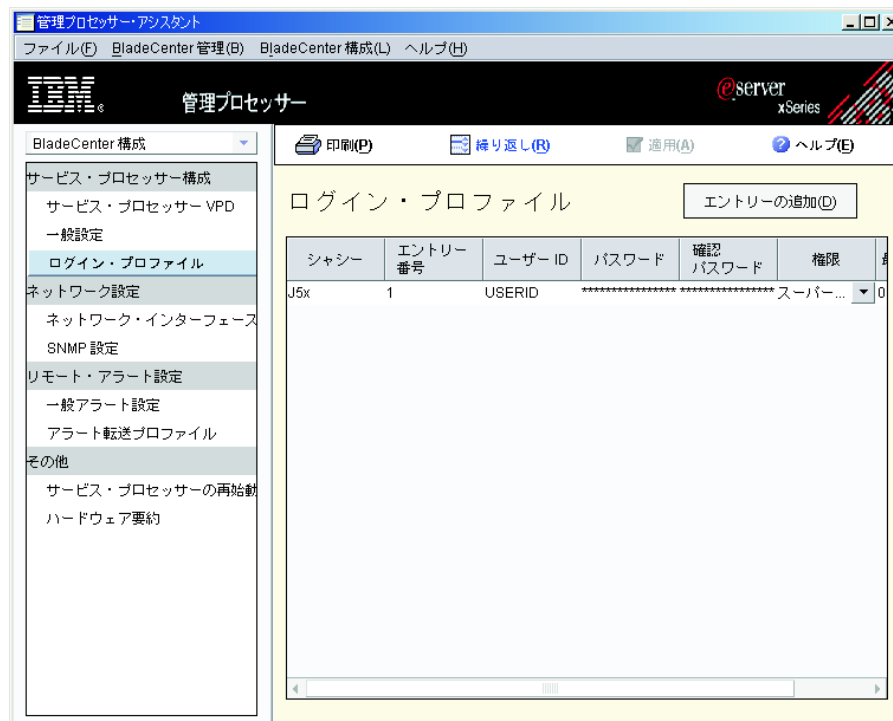 管理プロセッサー・アシスタント
ファイル(F) BladeCenter 管理(B) BladeCenter 構成(L) ヘルプ(H)
IBM 管理プロセッサー
eserver
xSeries
BladeCenter 構成
印刷(P) 繰り返し(R) 適用(A) ヘルプ(E)
サービス・プロセッサー構成
サービス・プロセッサー VPD
一般設定
ログイン・プロファイル
ネットワーク設定
ネットワーク・インターフェース
SNMP 設定
リモート・アラート設定
一般アラート設定
アラート転送プロファイル
その他
サービス・プロセッサーの再始動
ハードウェア要約
ログイン・プロファイル
エントリーの追加(D)
シャシー エントリー番号 ユーザー ID パスワード 確認パスワード 権限
J5x 1 USERID **************** **************** スーパー... 0